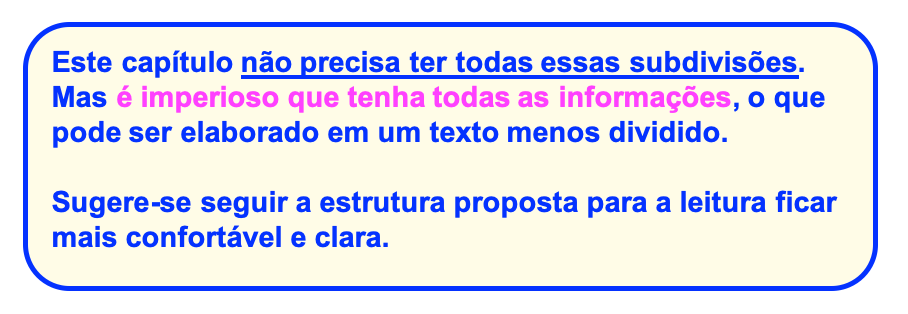 Este capítulo não precisa ter todas essas subdivisões.
Mas é imperioso que tenha todas as informações, o que
pode ser elaborado em um texto menos dividido.
Sugere-se seguir a estrutura proposta para a leitura ficar
mais confortável e clara.